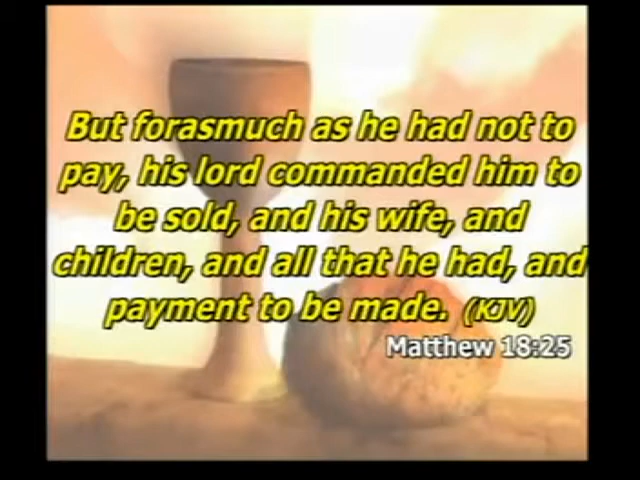 But forasmuch as he had not to
pay, his lord commanded him to
be sold, and his wife, and
children, and all that he had, and
payment to be made. (KJV)
Matthew 18:25